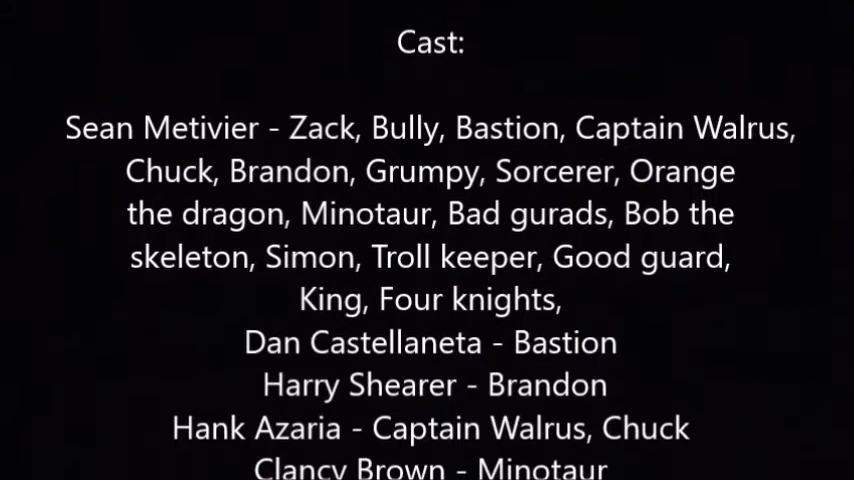 Cast:
Sean Metivier - Zack, Bully, Bastion, Captain Walrus,
Chuck, Brandon, Grumpy, Sorcerer, Orange
the dragon, Minotaur, Bad gurads, Bob the
skeleton, Simon, Troll keeper, Good guard,
King, Four knights,
Dan Castellaneta - Bastion
Harry Shearer - Brandon
Hank Azaria - Captain Walrus, Chuck
Clancy Brown - Minotaur